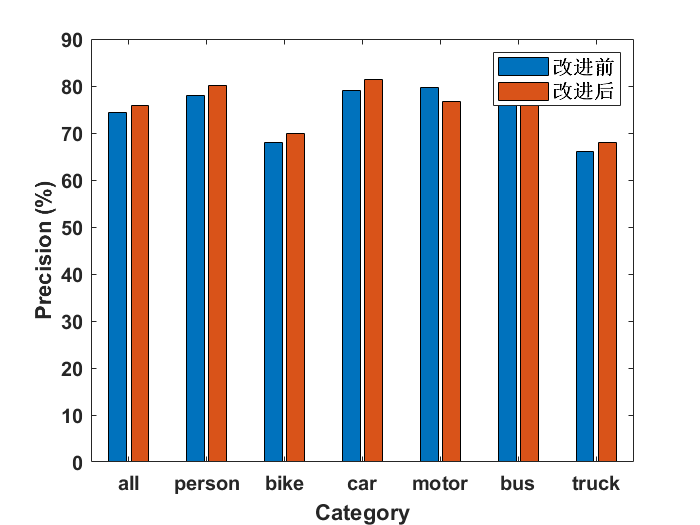 90
80
70
60
50
40
30
20
10
0
Precision (%)
改进前
改进后
all person bike car motor bus truck
Category